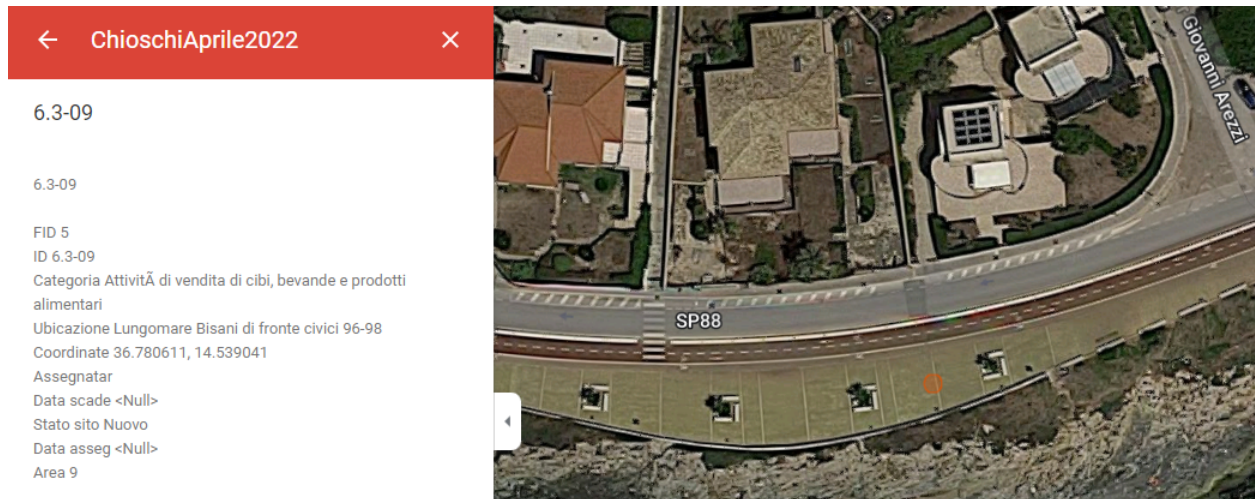 ChioschiAprile2022
6.3-09
6.3-09
FID 5
ID 6.3-09
Categoria AttivitÃ di vendita di cibi, bevande e prodotti
alimentari
Ubicazione Lungomare Bisani di fronte civici 96-98
Coordinate 36.780611, 14.539041
Assegnatar
Data scade <Null>
Stato sito Nuovo
Data asseg <Null>
Area 9
Giovanni Arezzi
SP88